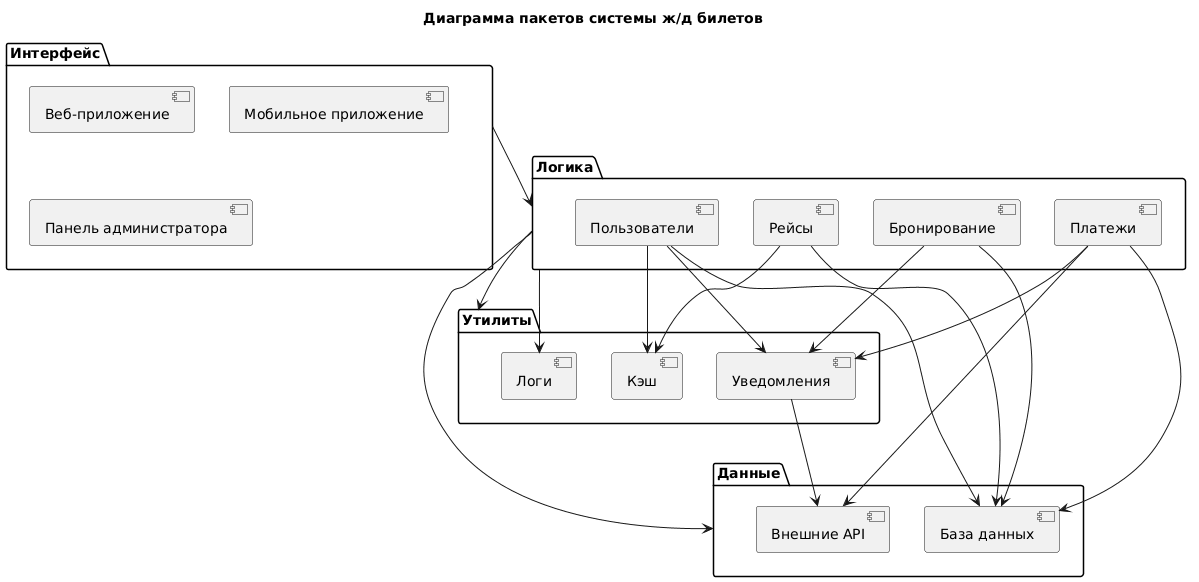 Диаграмма пакетов системы ж/д билетов
Интерфейс
Веб-приложение
Мобильное приложение
Панель администратора
Логика
Пользователи
Рейсы
Бронирование
Платежи
Утилиты
Логи
Кэш
Уведомления
Данные
Внешние API
База данных